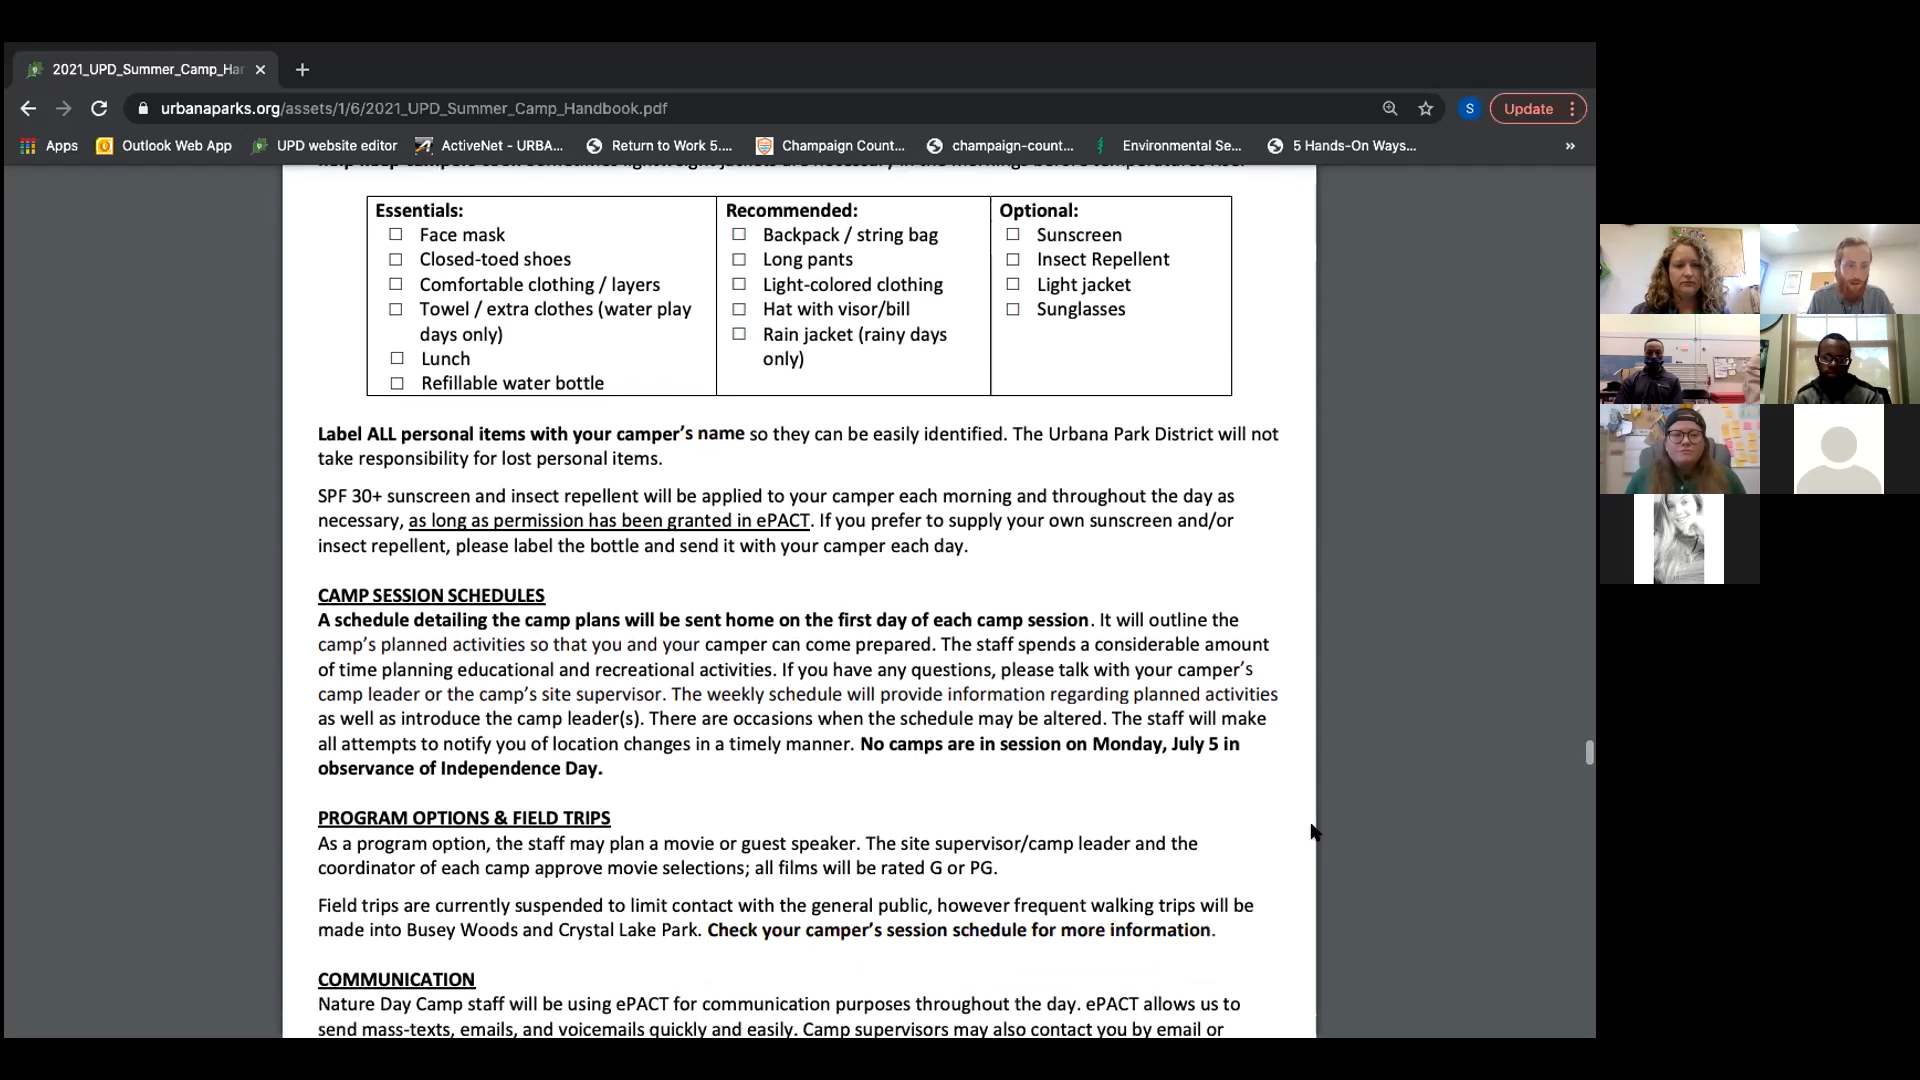 2021_UPD_Summer_Camp_Har
urbanaparks.org/assets/1/6/2021_UPD_Summer_Camp_Handbook.pdf
S
Update
Apps
Outlook Web App
UPD website editor
ActiveNet - URBA...
Return to Work 5....
Champaign Count...
champaign-count...
Environmental Se...
5 Hands-On Ways...
»
help keep campers cool. Sometimes lightweight jackets are necessary in the mornings before temperatures rise.
Essentials:
Face mask
Closed-toed shoes
Comfortable clothing / layers
Towel / extra clothes (water play
days only)
Lunch
Refillable water bottle
Recommended:
Backpack / string bag
Long pants
Light-colored clothing
Hat with visor/bill
Rain jacket (rainy days
only)
Optional:
Sunscreen
Insect Repellent
Light jacket
Sunglasses
Label ALL personal items with your camper's name so they can be easily identified. The Urbana Park District will not
take responsibility for lost personal items.
SPF 30+ sunscreen and insect repellent will be applied to your camper each morning and throughout the day as
necessary, as long as permission has been granted in ePACT. If you prefer to supply your own sunscreen and/or
insect repellent, please label the bottle and send it with your camper each day.
CAMP SESSION SCHEDULES
A schedule detailing the camp plans will be sent home on the first day of each camp session. It will outline the
camp's planned activities so that you and your camper can come prepared. The staff spends a considerable amount
of time planning educational and recreational activities. If you have any questions, please talk with your camper's
camp leader or the camp's site supervisor. The weekly schedule will provide information regarding planned activities
as well as introduce the camp leader(s). There are occasions when the schedule may be altered. The staff will make
all attempts to notify you of location changes in a timely manner. No camps are in session on Monday, July 5 in
observance of Independence Day.
PROGRAM OPTIONS & FIELD TRIPS
As a program option, the staff may plan a movie or guest speaker. The site supervisor/camp leader and the
coordinator of each camp approve movie selections; all films will be rated G or PG.
Field trips are currently suspended to limit contact with the general public, however frequent walking trips will be
made into Busey Woods and Crystal Lake Park. Check your camper's session schedule for more information.
COMMUNICATION
Nature Day Camp staff will be using ePACT for communication purposes throughout the day. ePACT allows us to
send mass-texts, emails, and voicemails quickly and easily. Camp supervisors may also contact you by email or